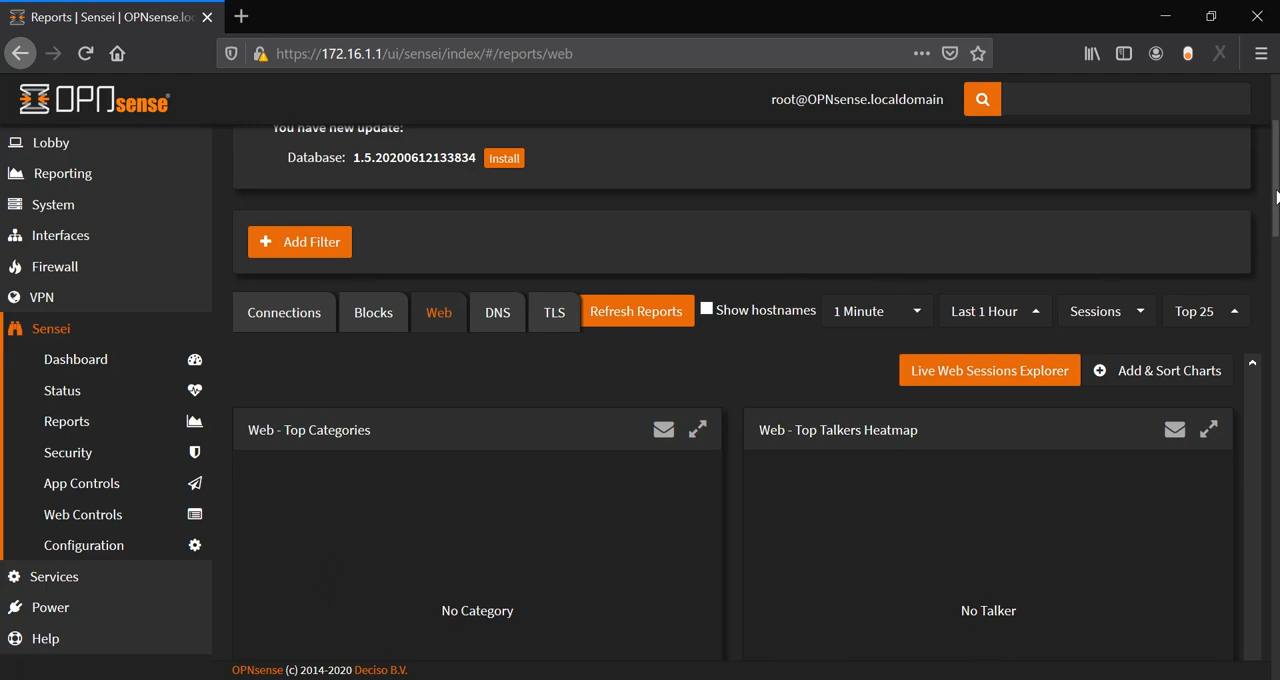 Reports | Sensei | OPNsense.loc
https://172.16.1.1/ui/sensei/index/#/reports/web
OPNsense
root@OPNsense.localdomain
Lobby
Reporting
System
Interfaces
Firewall
VPN
Sensei
Dashboard
Status
Reports
Security
App Controls
Web Controls
Configuration
Services
Power
Help
You have new update:
Database: 1.5.20200612133834 Install
Add Filter
Connections Blocks Web DNS TLS Refresh Reports Show hostnames 1 Minute Last 1 Hour Sessions Top 25
Live Web Sessions Explorer Add & Sort Charts
Web - Top Categories
No Category
Web - Top Talkers Heatmap
No Talker
OPNsense (c) 2014-2020 Deciso B.V.